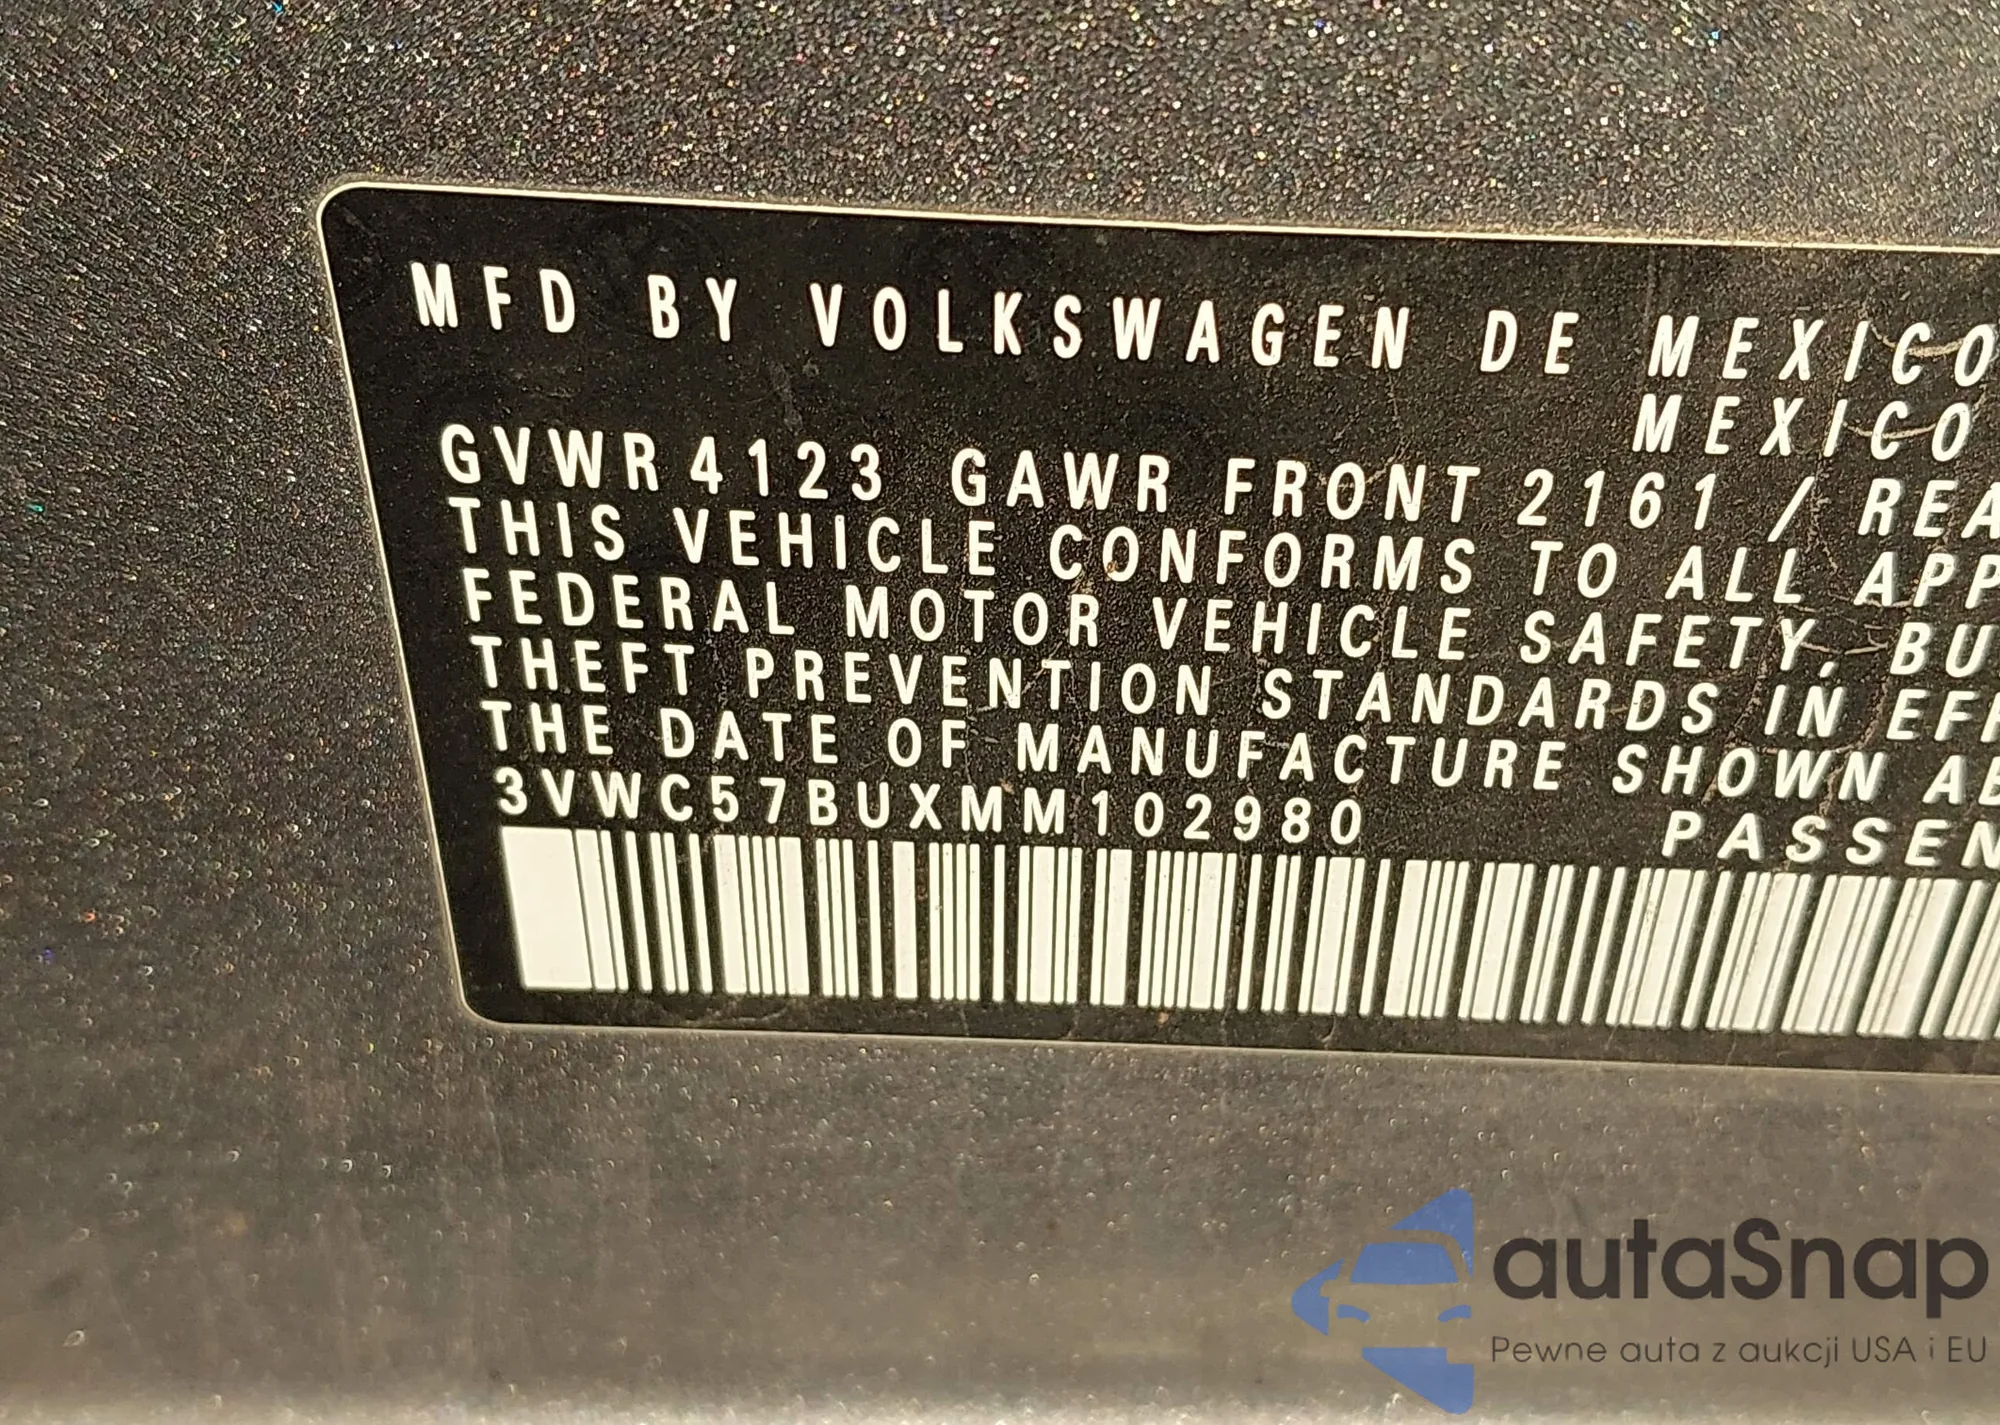 MFD BY VOLKSWAGEN DE MEXICO
MEXICO
GVWR 4123 GAWR FRONT 2161 / REA
THIS VEHICLE CONFORMS TO ALL APP
FEDERAL MOTOR VEHICLE SAFETY, BU
THEFT PREVENTION STANDARDS IN EFF
THE DATE OF MANUFACTURE SHOWN AB
3VWC57BUXMM102980 PASSEN
autaSnap
Pewne auta z aukcji USA i EU